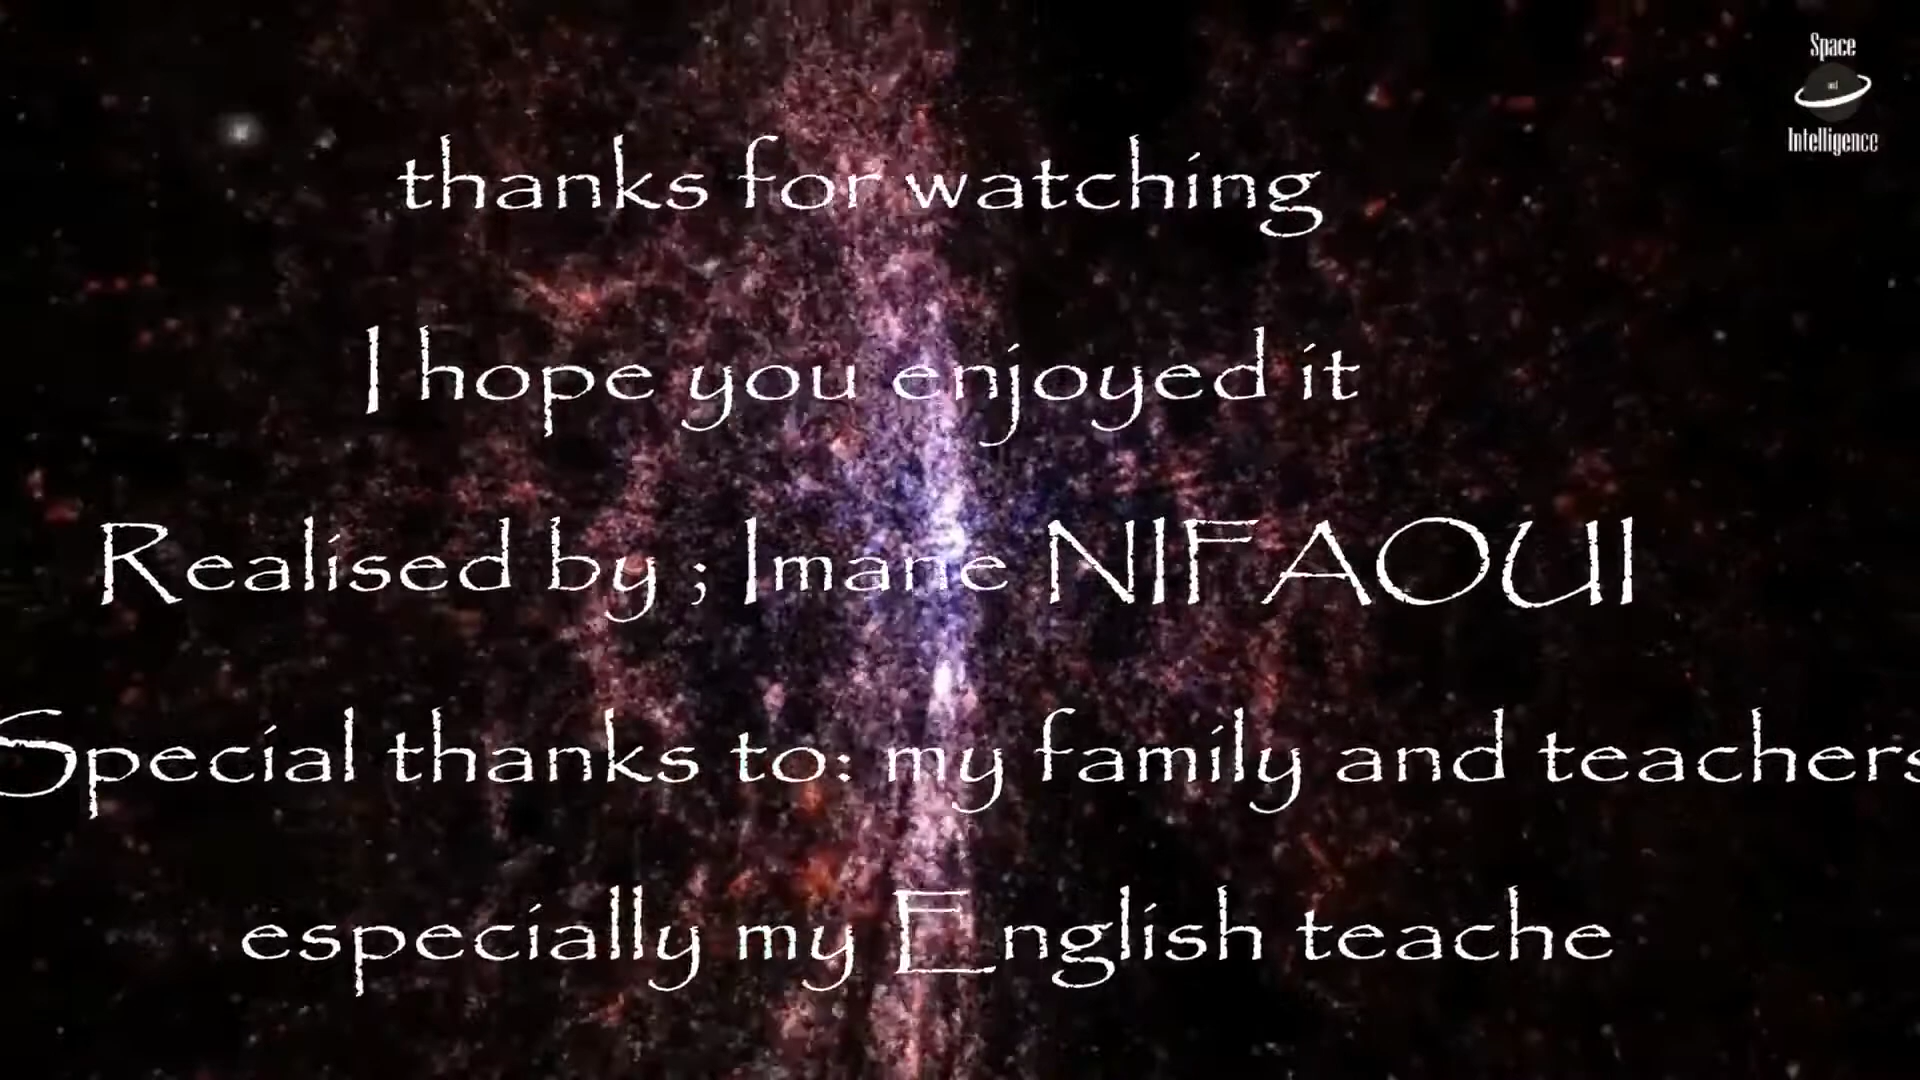 Space
and
Intelligence
thanks for watching
I hope you enjoyed it
Realised by ; Imane NIFAOUI
Special thanks to: my family and teachers
especially my English teache